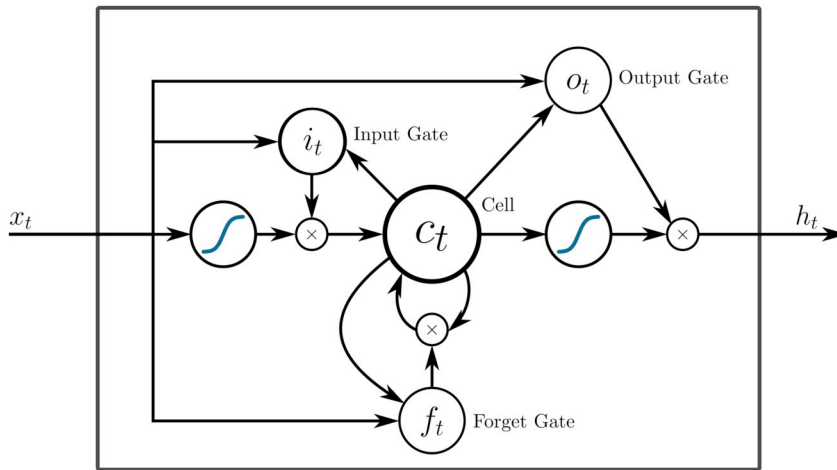 o_t
Output Gate
i_t
Input Gate
x_t
×
c_t
Cell
×
h_t
×
f_t
Forget Gate